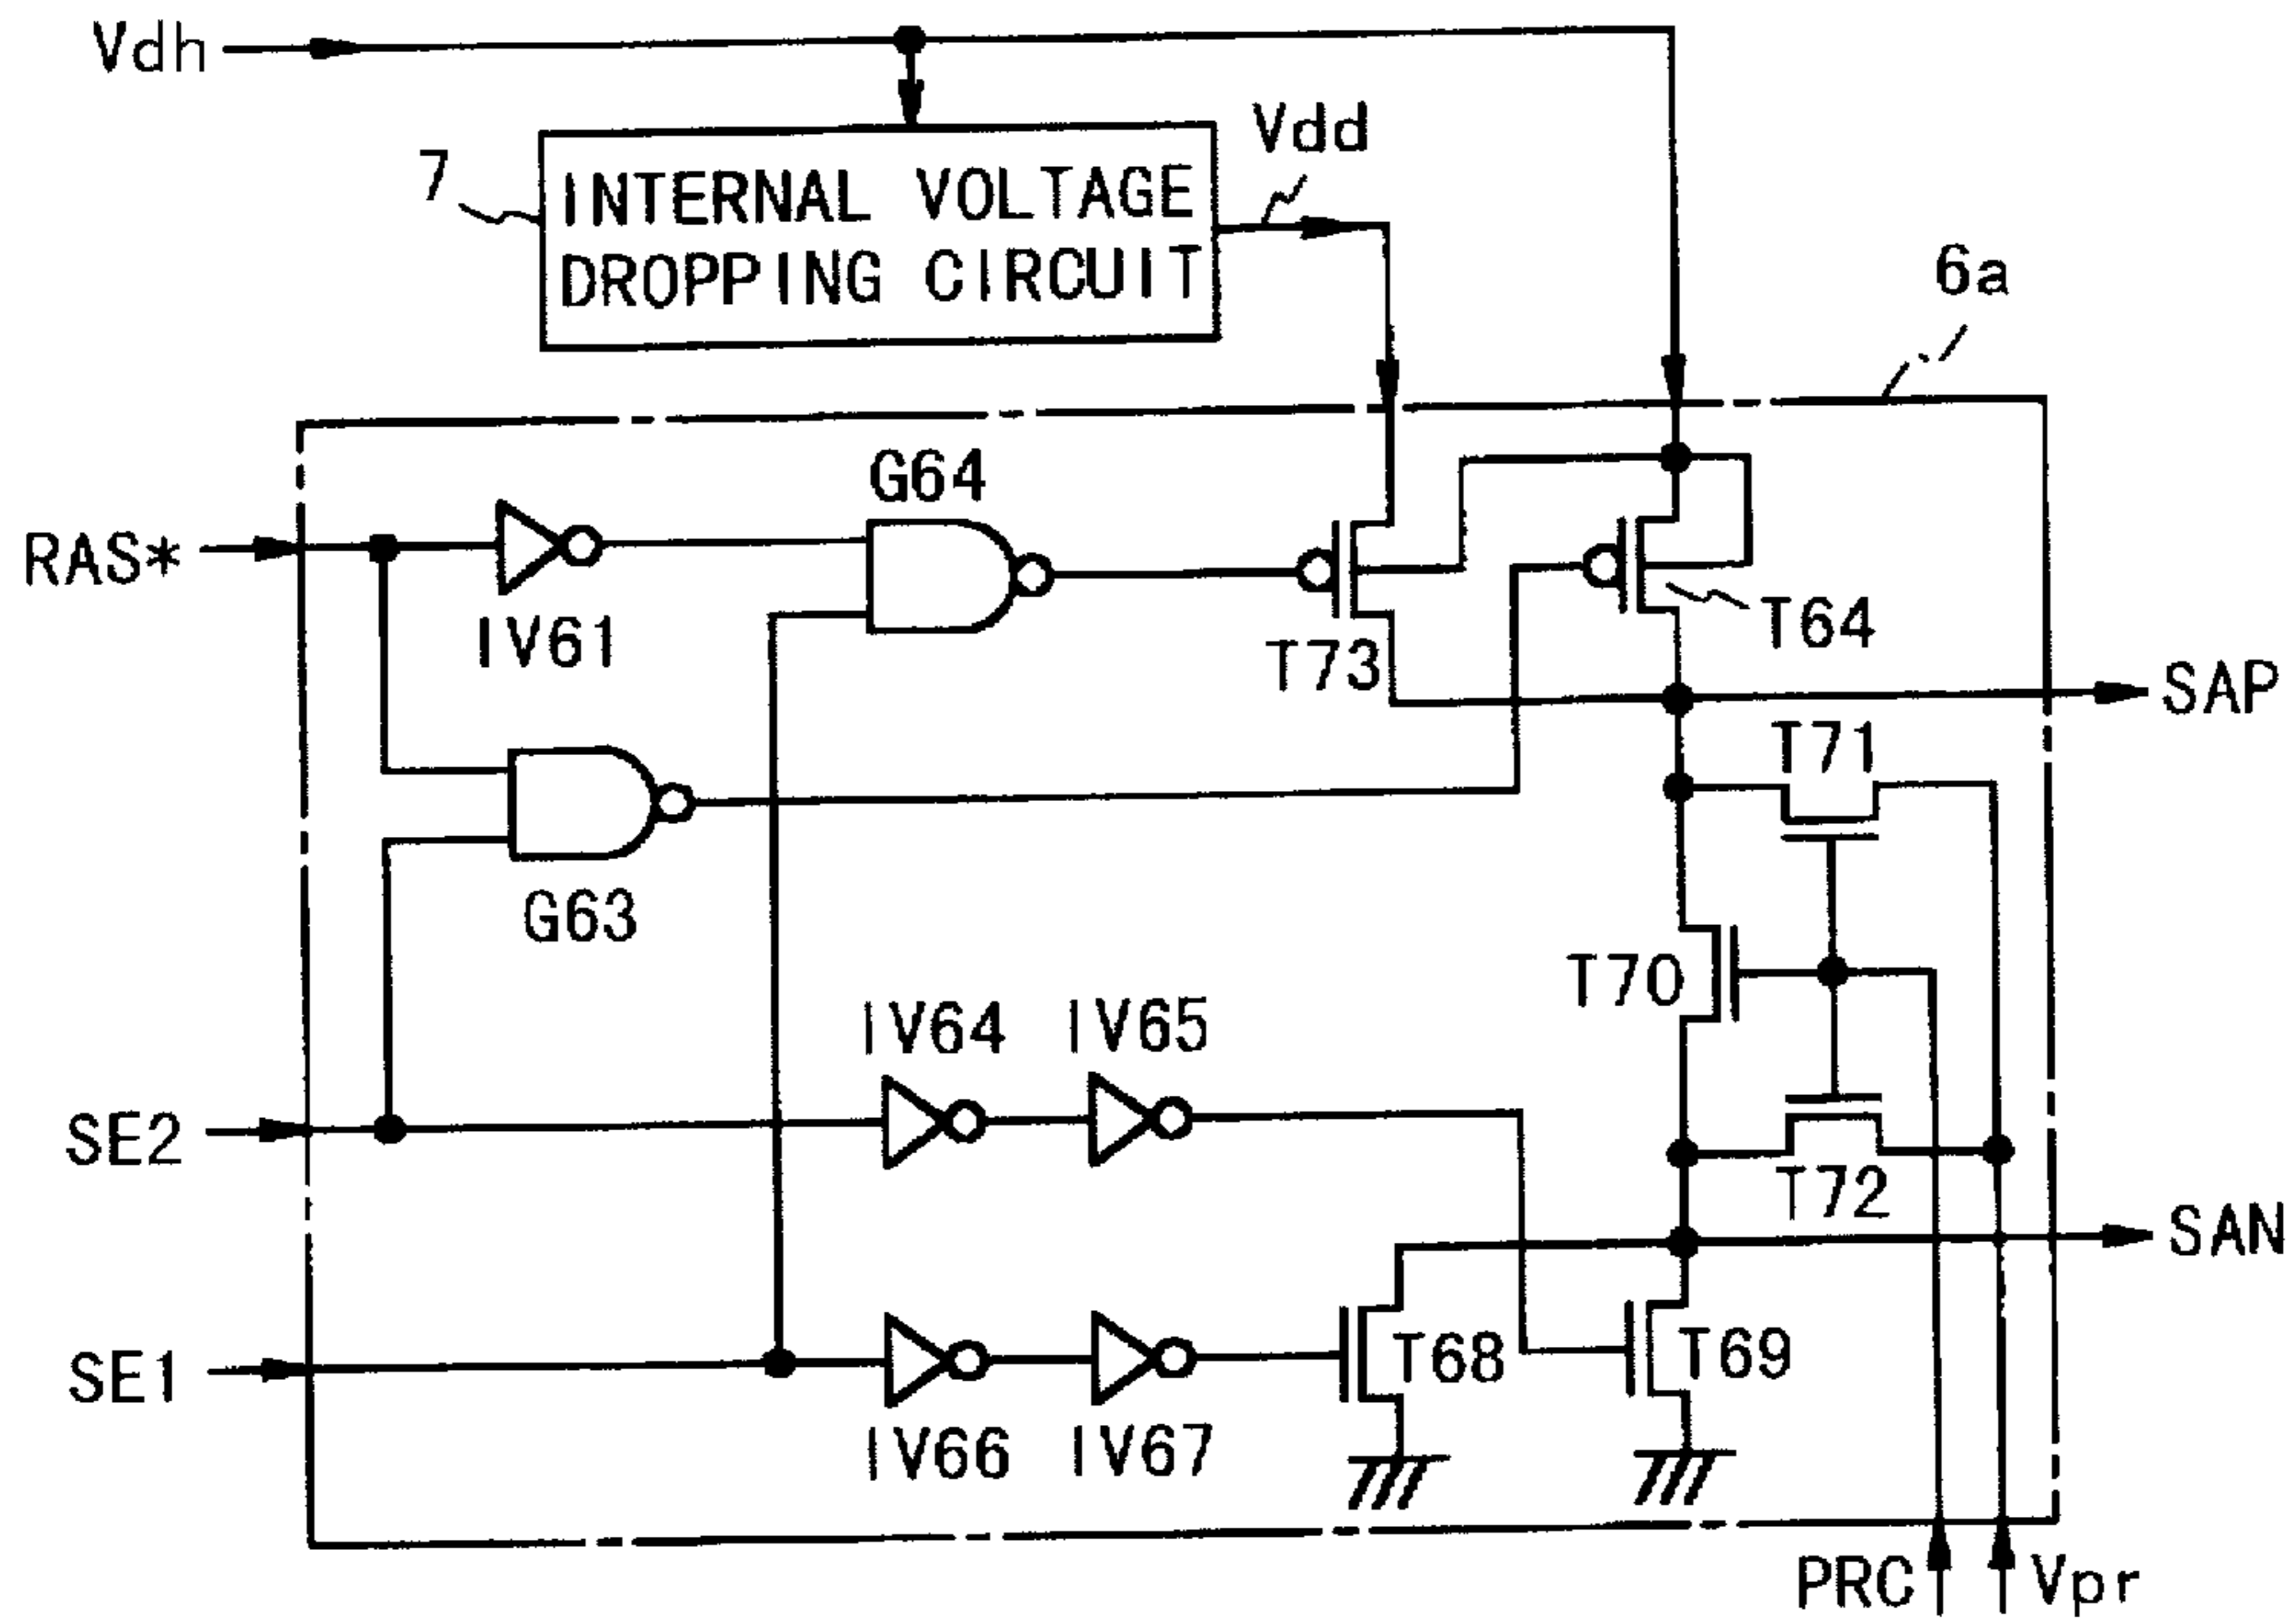 Vdh
Vdd
7
INTERNAL VOLTAGE
DROPPING CIRCUIT
6a
G64
RAS*
IV61
T73
T64
SAP
T71
G63
T70
IV64
IV65
SE2
T72
SAN
SE1
T68
T69
IV66
IV67
PRC
Vpr